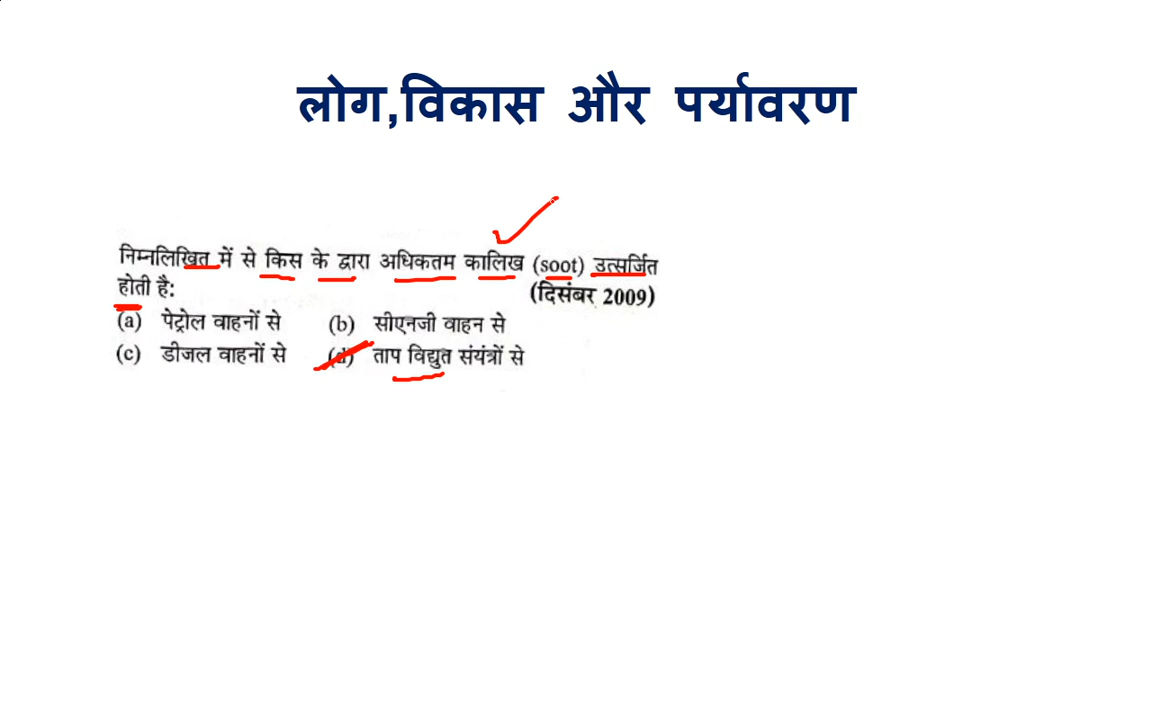 लोग,विकास और पर्यावरण
निम्नलिखित में से किस के द्वारा अधिकतम कालिख (soot) उत्सर्जित
होती है: (दिसंबर 2009)
(a) पेट्रोल वाहनों से (b) सीएनजी वाहन से
(c) डीजल वाहनों से (d) ताप विद्युत संयंत्रों से